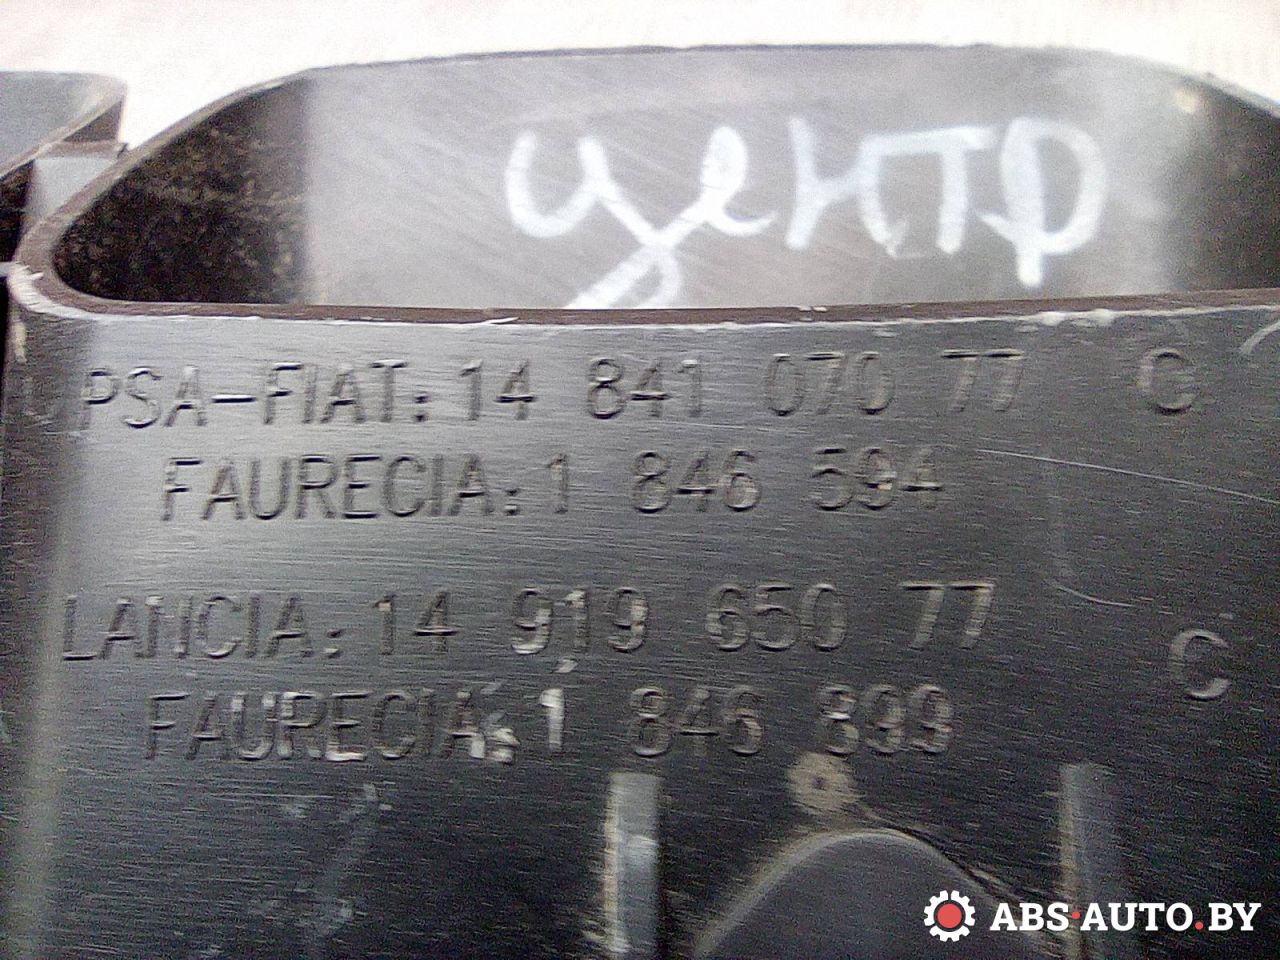 центр
PSA-FIAT: 14 841 070 77 C
FAURECIA: 1 846 594
LANCIA: 14 919 650 77 C
FAURECIA: 1 846 899
ABS-AUTO.BY